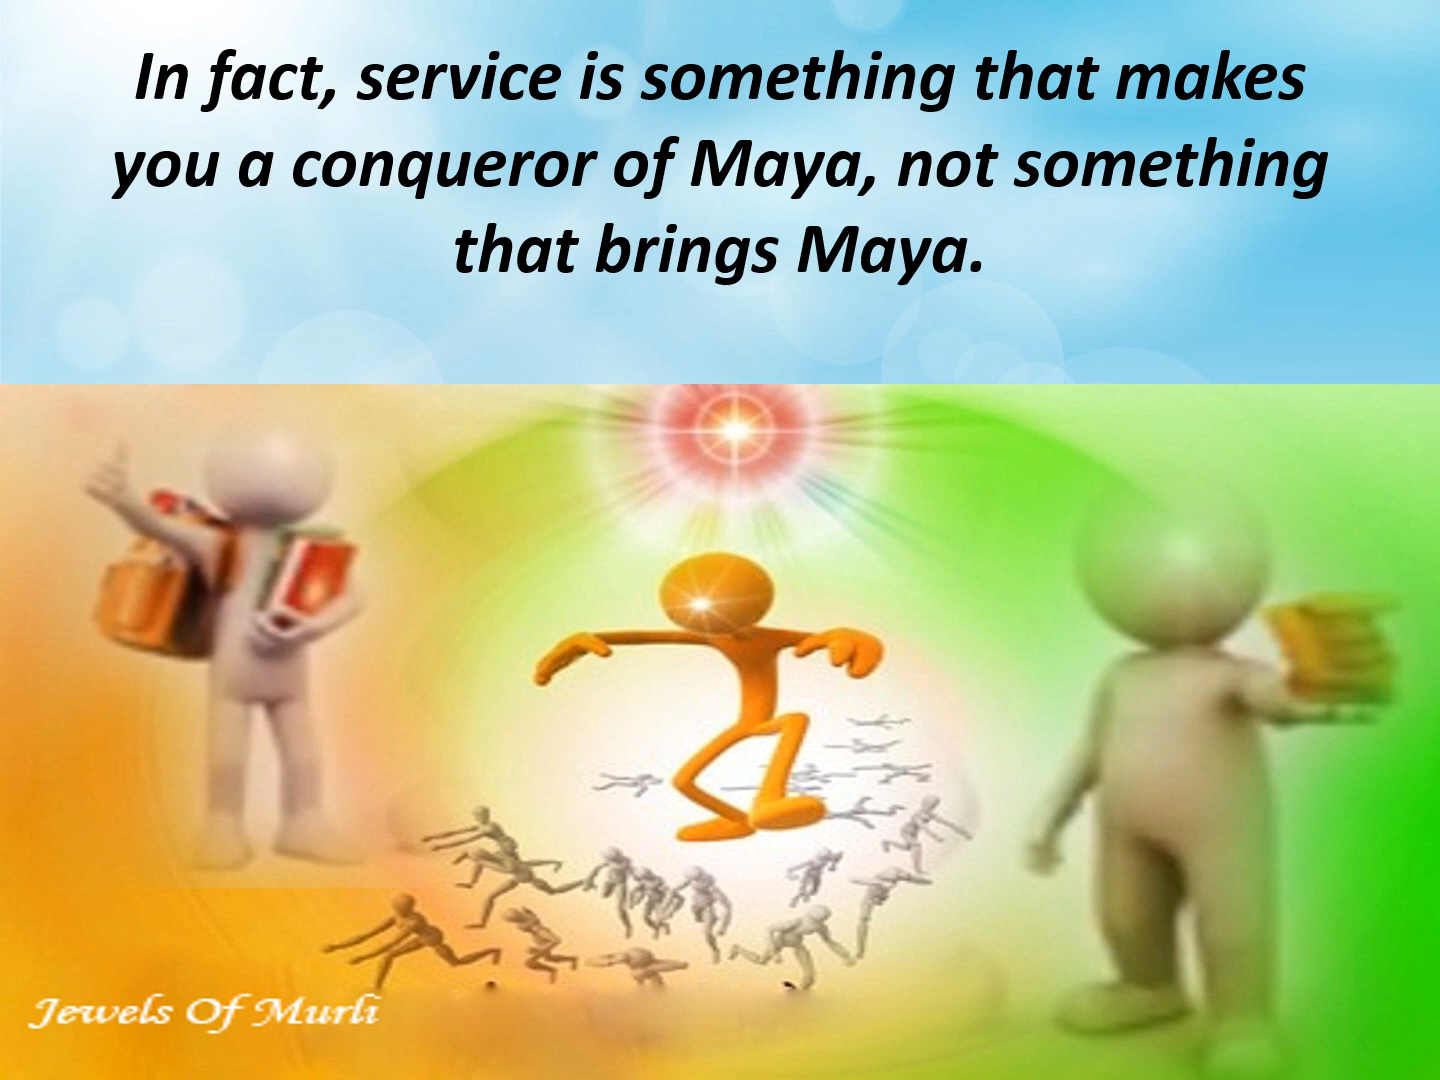 In fact, service is something that makes
you a conqueror of Maya, not something
that brings Maya.
Jewels Of Murli